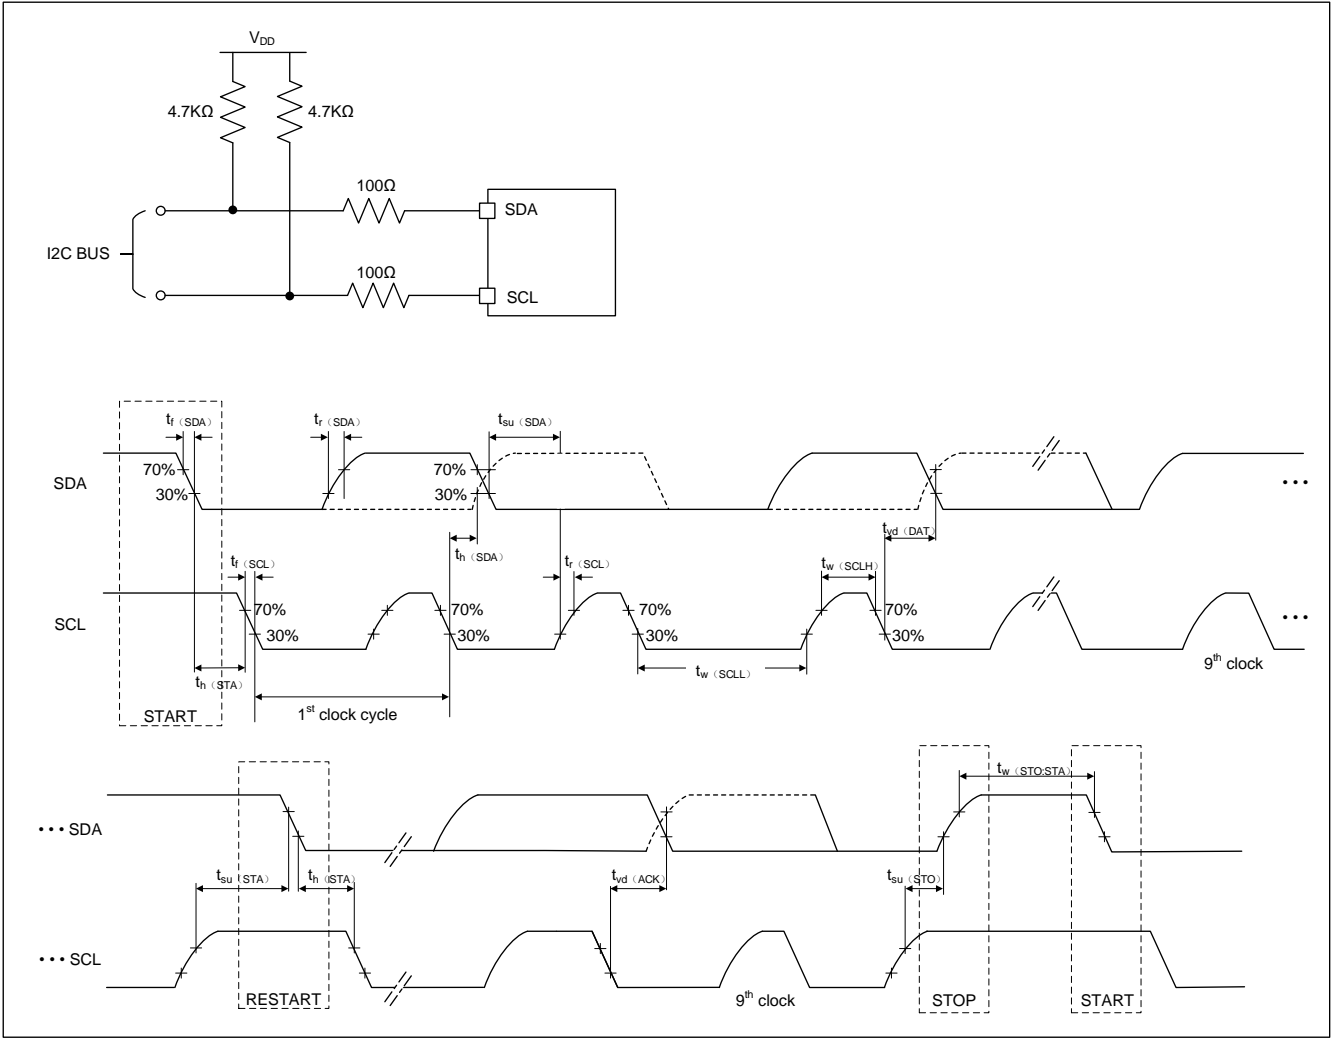 VDD
4.7KΩ
4.7KΩ
100Ω
SDA
I2C BUS
100Ω
SCL
tf（SDA）
tr（SDA）
tsu（SDA）
70%
70%
SDA
30%
30%
•••
tvd（DAT）
th（SDA）
tf（SCL）
tr（SCL）
tw（SCLH）
70%
70%
70%
70%
SCL
30%
30%
30%
30%
•••
9th clock
tw（SCLL）
th（STA）
START
1st clock cycle
tw（STO:STA）
•••SDA
tsu（STA）
th（STA）
tvd（ACK）
tsu（STO）
•••SCL
RESTART
9th clock
STOP
START